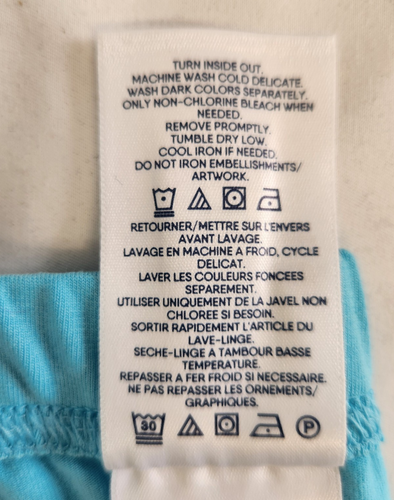 TURN INSIDE OUT.
MACHINE WASH COLD DELICATE.
WASH DARK COLORS SEPARATELY.
ONLY NON-CHLORINE BLEACH WHEN
NEEDED.
REMOVE PROMPTLY.
TUMBLE DRY LOW.
COOL IRON IF NEEDED.
DO NOT IRON EMBELLISHMENTS/
ARTWORK.
RETOURNER/METTRE SUR L'ENVERS
AVANT LAVAGE.
LAVAGE EN MACHINE A FROID, CYCLE
DELICAT.
LAVER LES COULEURS FONCEES
SEPAREMENT.
UTILISER UNIQUEMENT DE LA JAVEL NON
CHLOREE SI BESOIN.
SORTIR RAPIDEMENT L'ARTICLE DU
LAVE-LINGE.
SECHE-LINGE A TAMBOUR BASSE
TEMPERATURE.
REPASSER A FER FROID SI NECESSAIRE.
NE PAS REPASSER LES ORNEMENTS/
GRAPHIQUES.
30 P